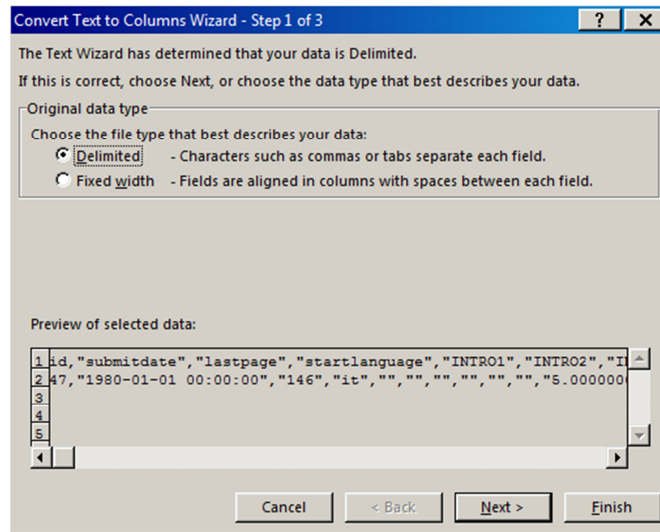 Convert Text to Columns Wizard - Step 1 of 3
The Text Wizard has determined that your data is Delimited.
If this is correct, choose Next, or choose the data type that best describes your data.
Original data type
Choose the file type that best describes your data:
Delimited - Characters such as commas or tabs separate each field.
Fixed width - Fields are aligned in columns with spaces between each field.
Preview of selected data:
1 id,"submitdate","lastpage","startlanguage","INTRO1","INTRO2",
2 47,"1980-01-01 00:00:00","146","it","","","","","","","5.000000
3
4
5
Cancel < Back Next > Finish